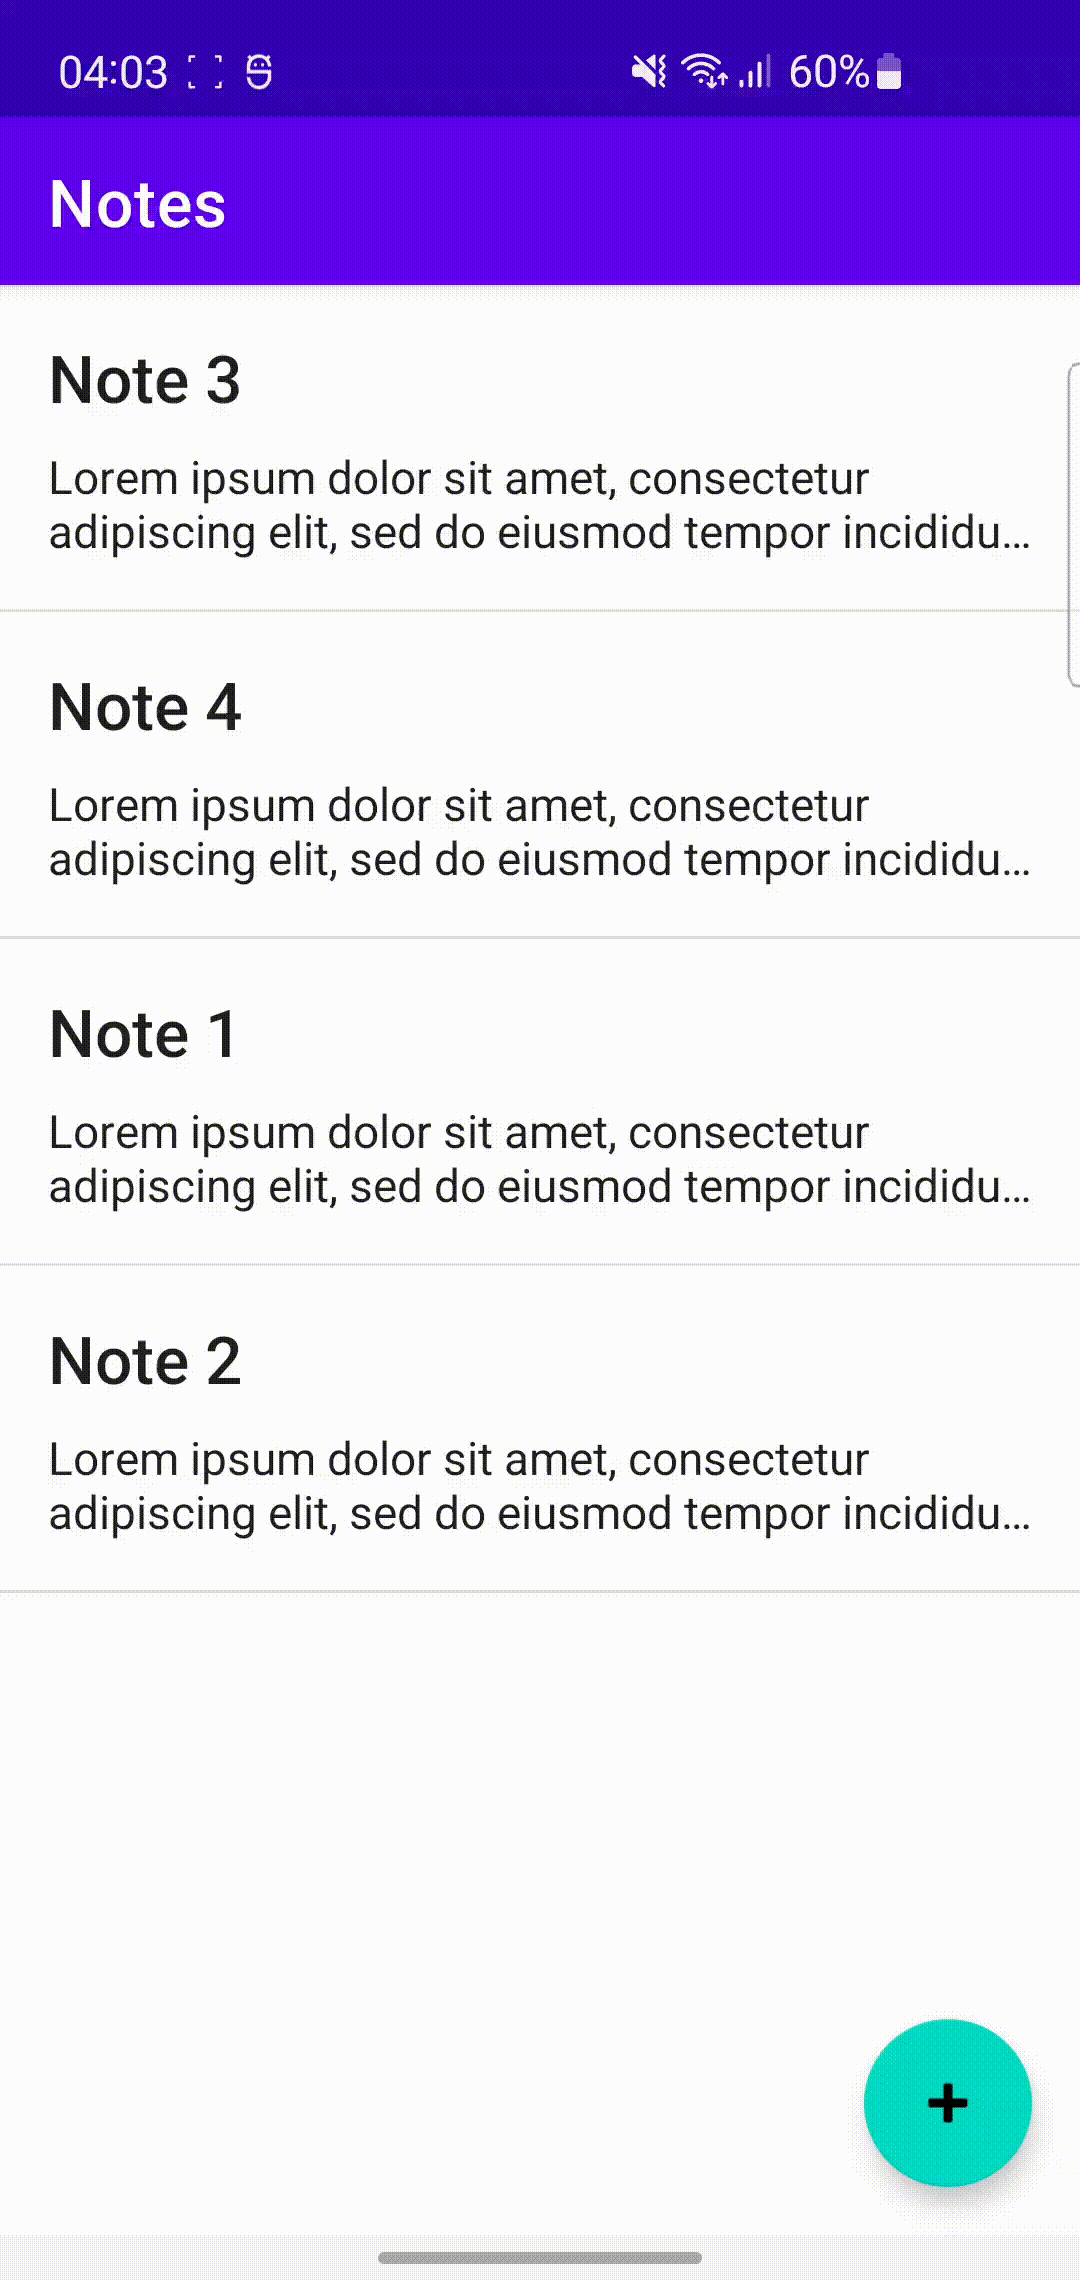 04:03 60%
Notes
Note 3
Lorem ipsum dolor sit amet, consectetur
adipiscing elit, sed do eiusmod tempor incididu...
Note 4
Lorem ipsum dolor sit amet, consectetur
adipiscing elit, sed do eiusmod tempor incididu...
Note 1
Lorem ipsum dolor sit amet, consectetur
adipiscing elit, sed do eiusmod tempor incididu...
Note 2
Lorem ipsum dolor sit amet, consectetur
adipiscing elit, sed do eiusmod tempor incididu...